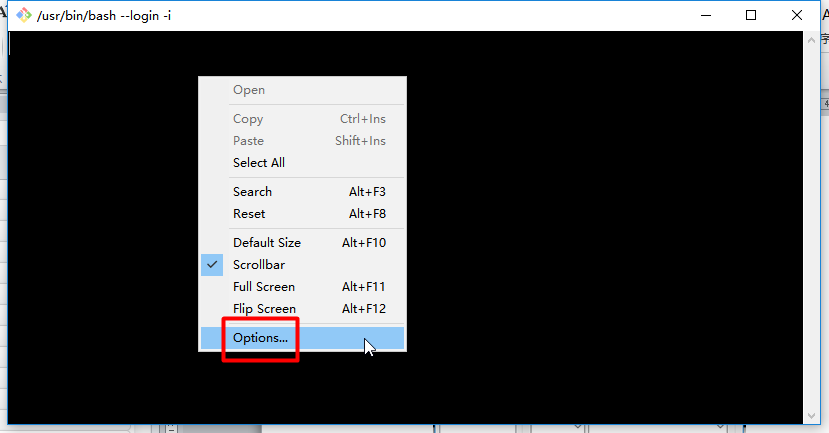 /usr/bin/bash --login -i
Open
Copy Ctrl+Ins
Paste Shift+Ins
Select All
Search Alt+F3
Reset Alt+F8
Default Size Alt+F10
Scrollbar
Full Screen Alt+F11
Flip Screen Alt+F12
Options...